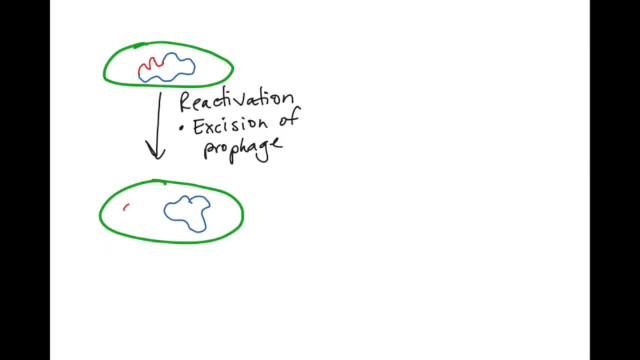 Reactivation
• Excision of
prophage